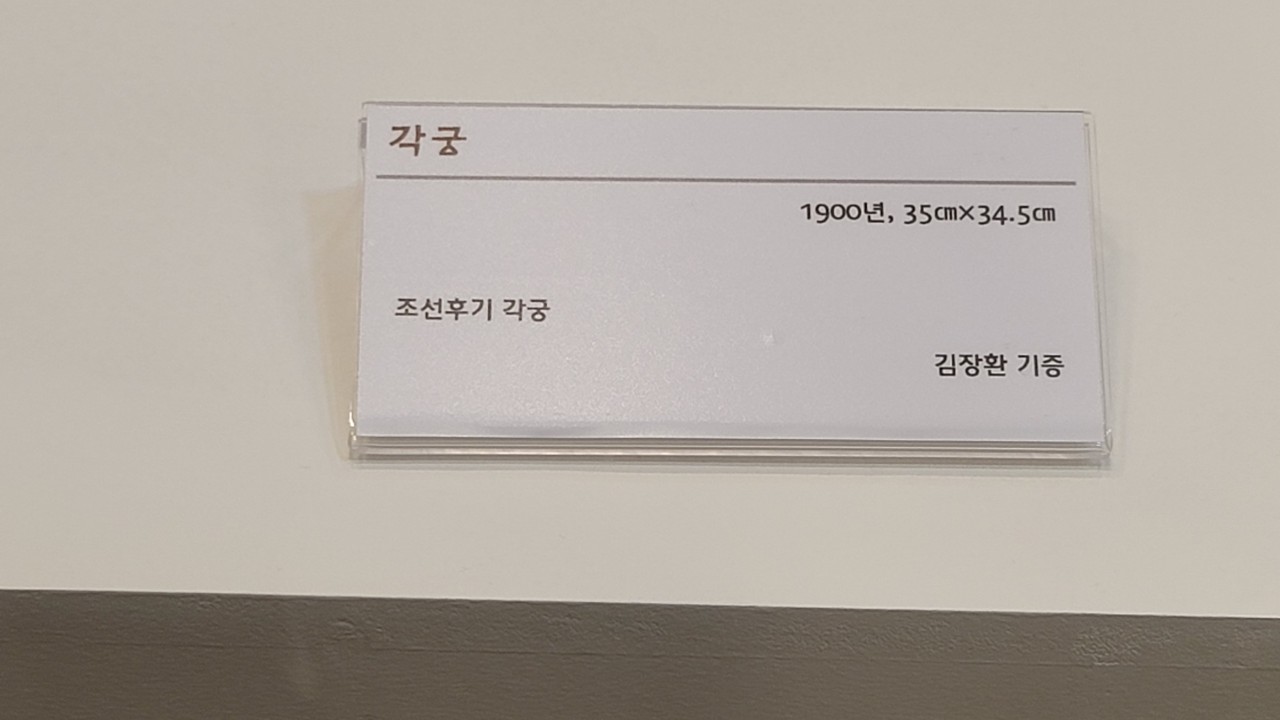 각궁
1900년, 35㎝×34.5㎝
조선후기 각궁
김장환 기증